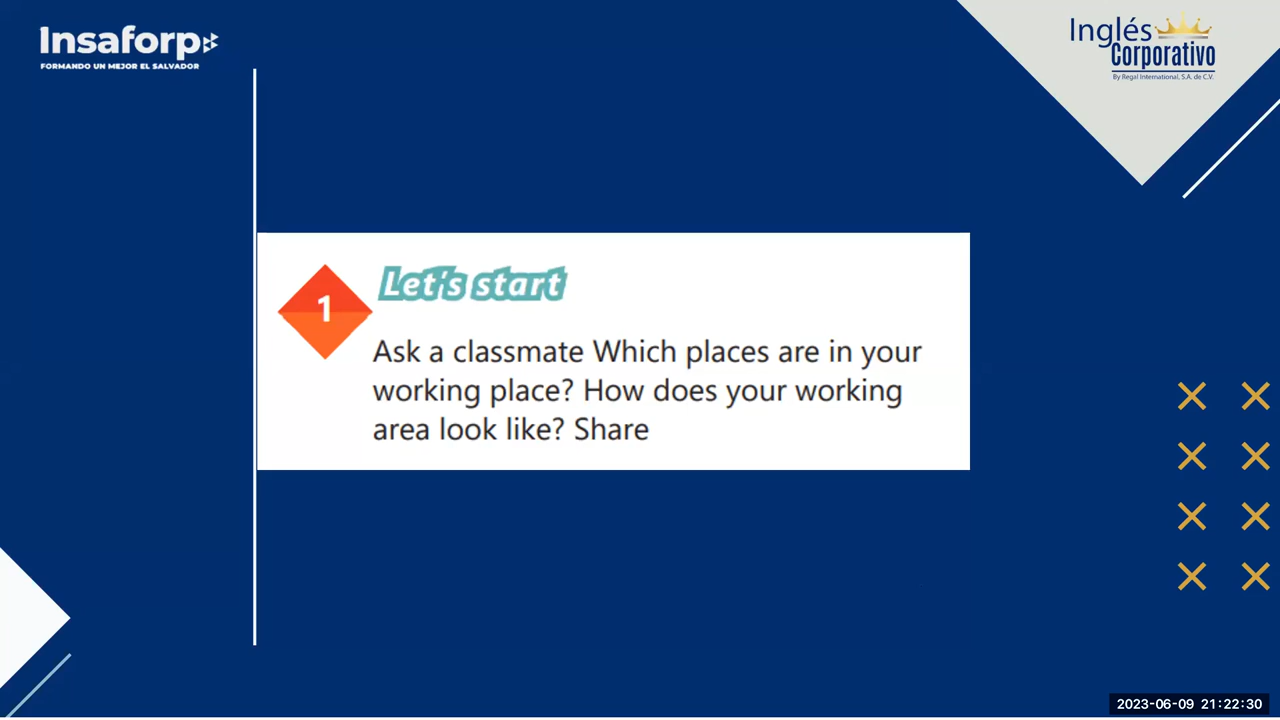 Insaforp
FORMANDO UN MEJOR EL SALVADOR
Inglés
Corporativo
By Regal International, S.A. de C.V.
1
Let's start
Ask a classmate Which places are in your
working place? How does your working
area look like? Share
2023-06-09 21:22:30